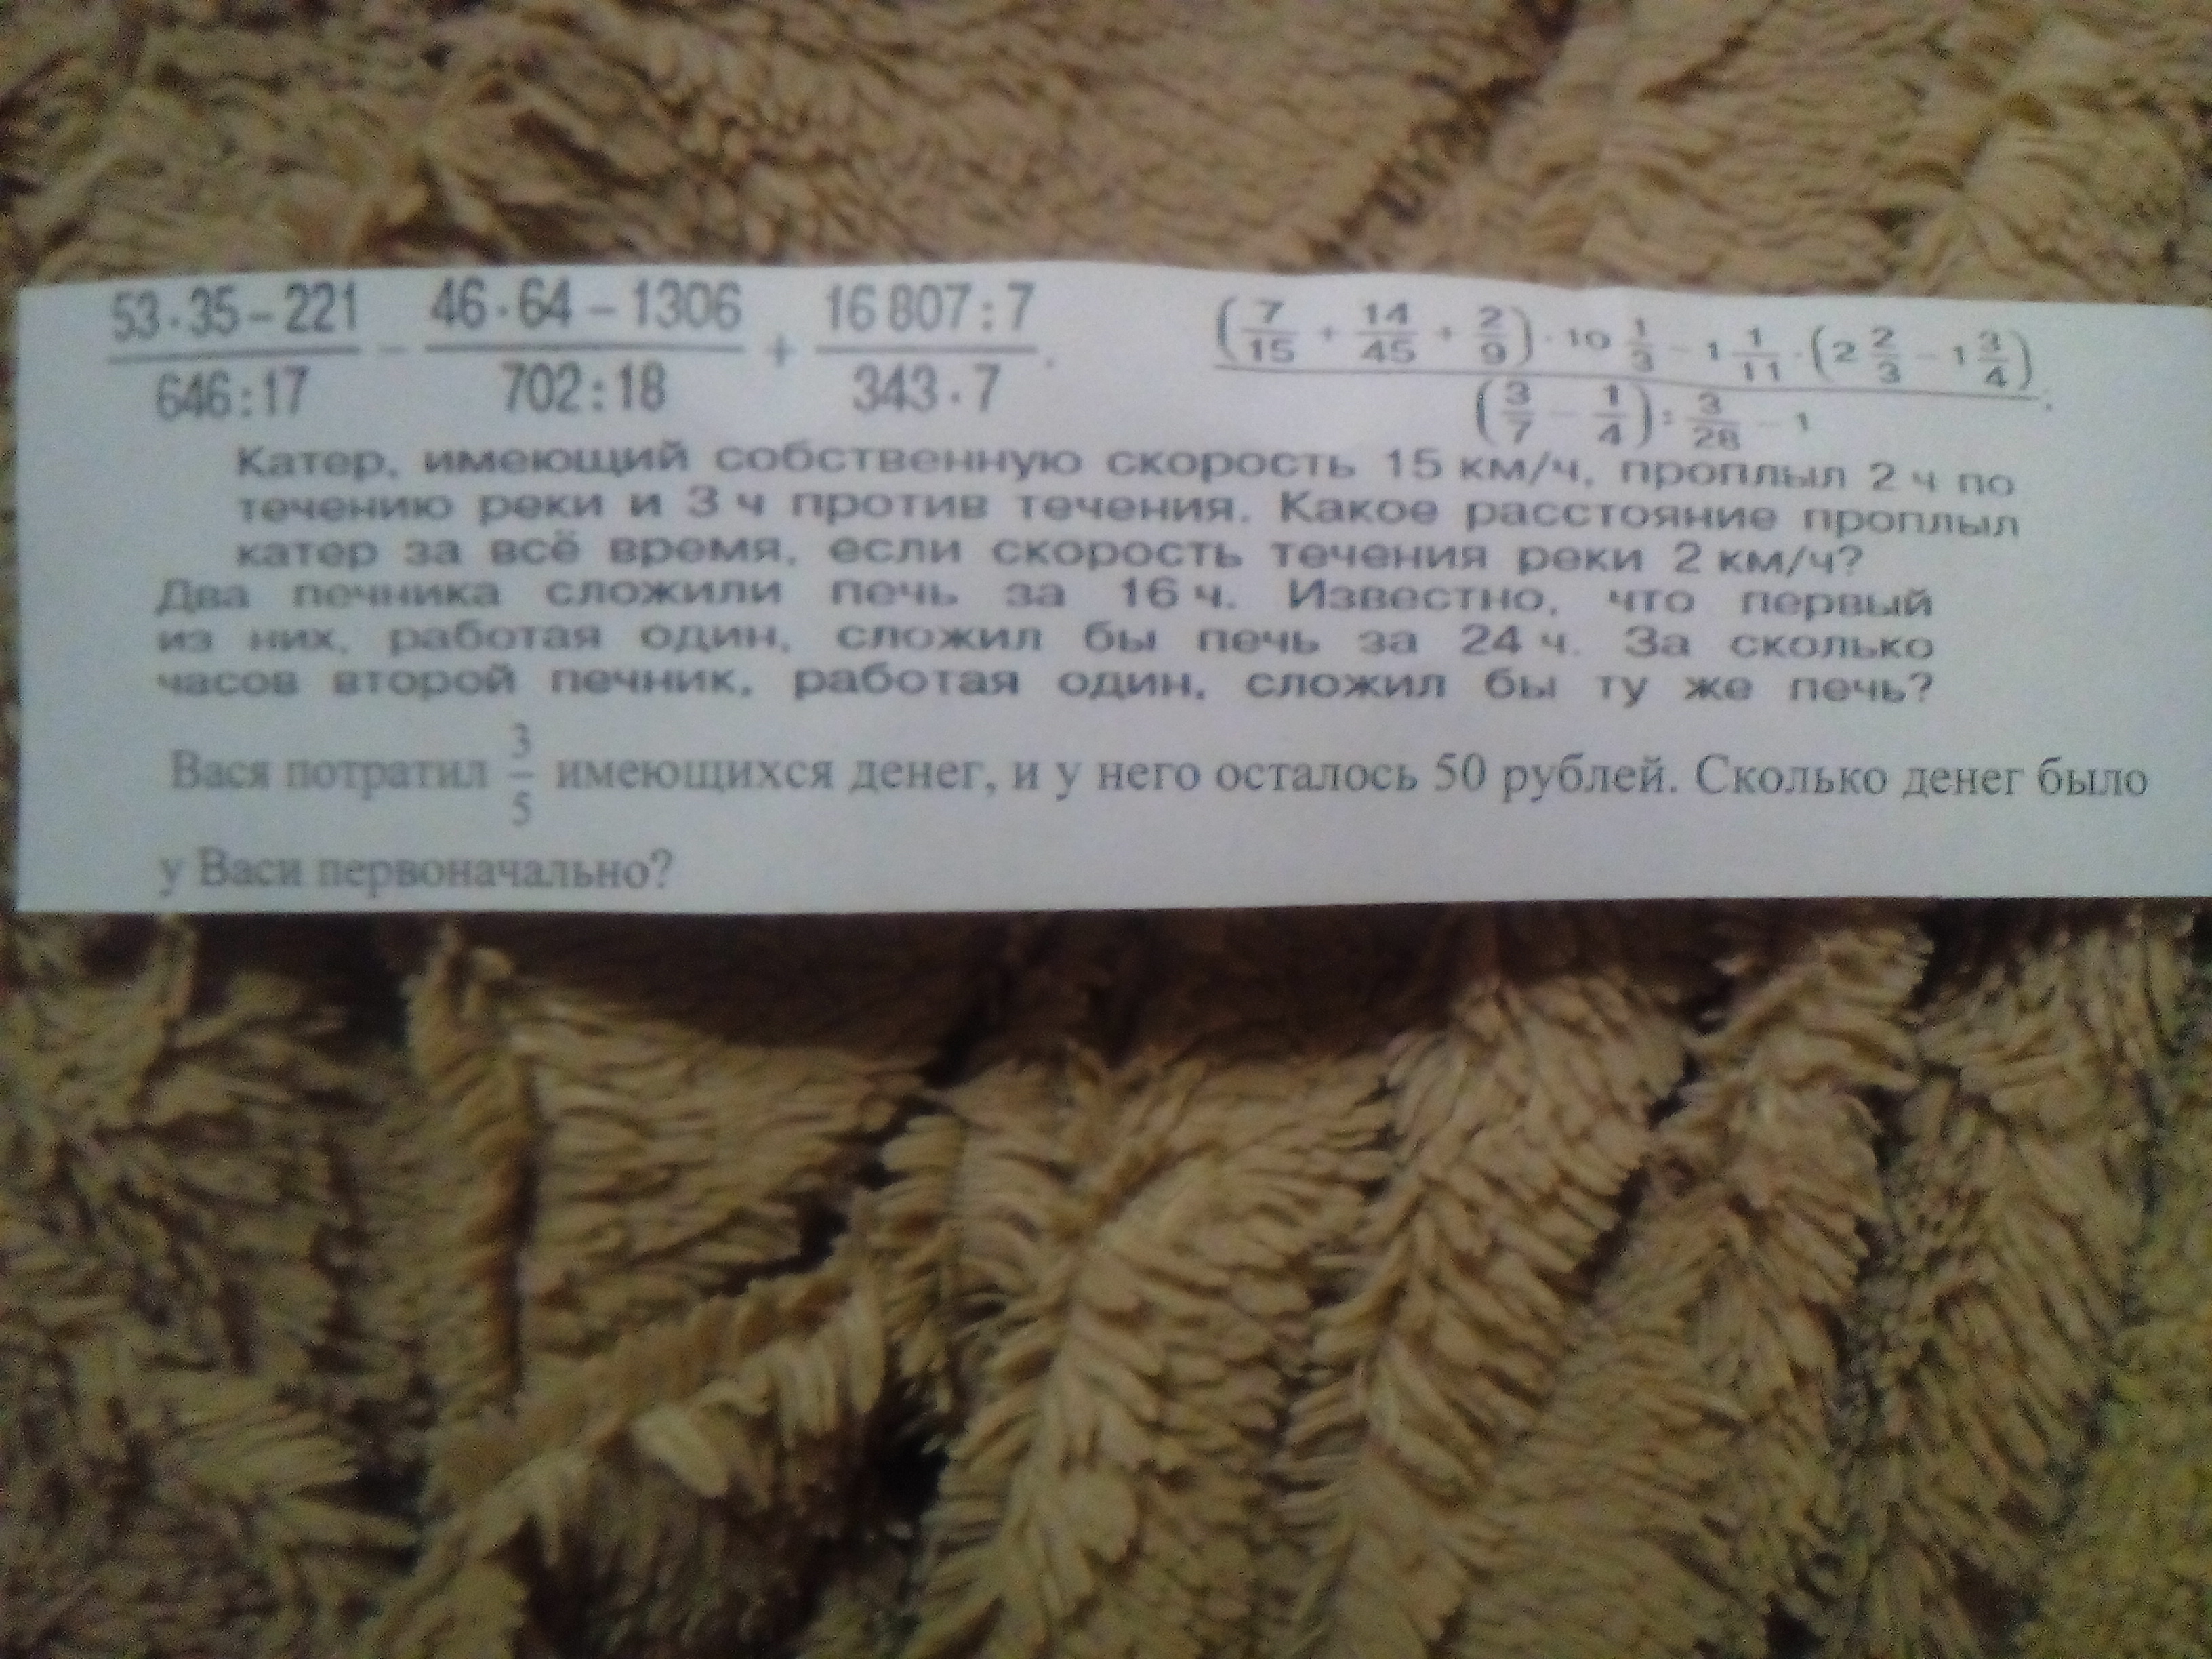 53·35−221 / 646:17 − 46·64−1306 / 702:18 + 16 807:7 / 343·7 .
(7/15 + 14/45 + 2/9) · 10 1/3 − 1 1/11 · (2 2/3 − 1 3/4) / (3/7 − 1/4) : 3/28 − 1 .
Катер, имеющий собственную скорость 15 км/ч, проплыл 2 ч по
течению реки и 3 ч против течения. Какое расстояние проплыл
катер за всё время, если скорость течения реки 2 км/ч?
Два печника сложили печь за 16 ч. Известно, что первый
из них, работая один, сложил бы печь за 24 ч. За сколько
часов второй печник, работая один, сложил бы ту же печь?
Вася потратил 3/5 имеющихся денег, и у него осталось 50 рублей. Сколько денег было
у Васи первоначально?